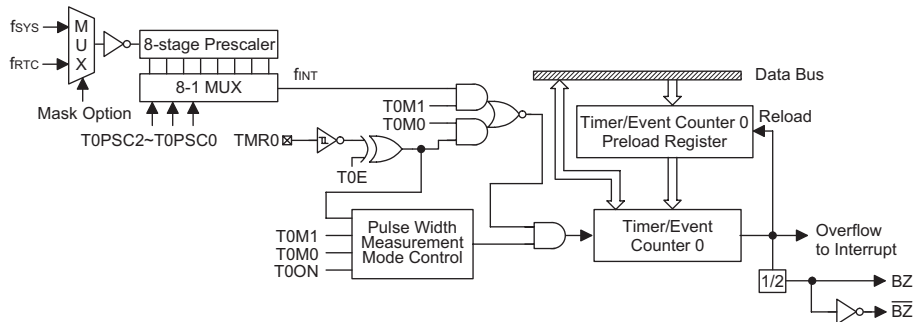 fSYS
fRTC
M
U
X
Mask Option
8-stage Prescaler
8-1 MUX
T0PSC2~T0PSC0
fINT
T0M1
T0M0
TMR0
T0E
T0M1
T0M0
T0ON
Pulse Width
Measurement
Mode Control
Data Bus
Timer/Event Counter 0
Preload Register
Reload
Timer/Event
Counter 0
Overflow
to Interrupt
1/2
BZ
B̅Z̅